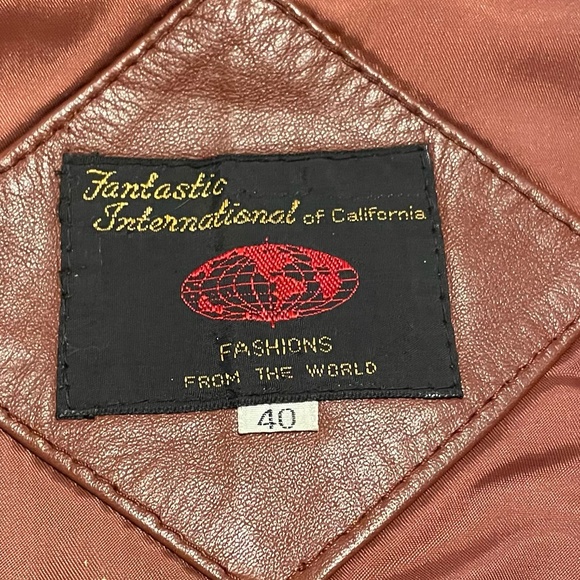 Fantastic
International of California
FASHIONS
FROM THE WORLD
40